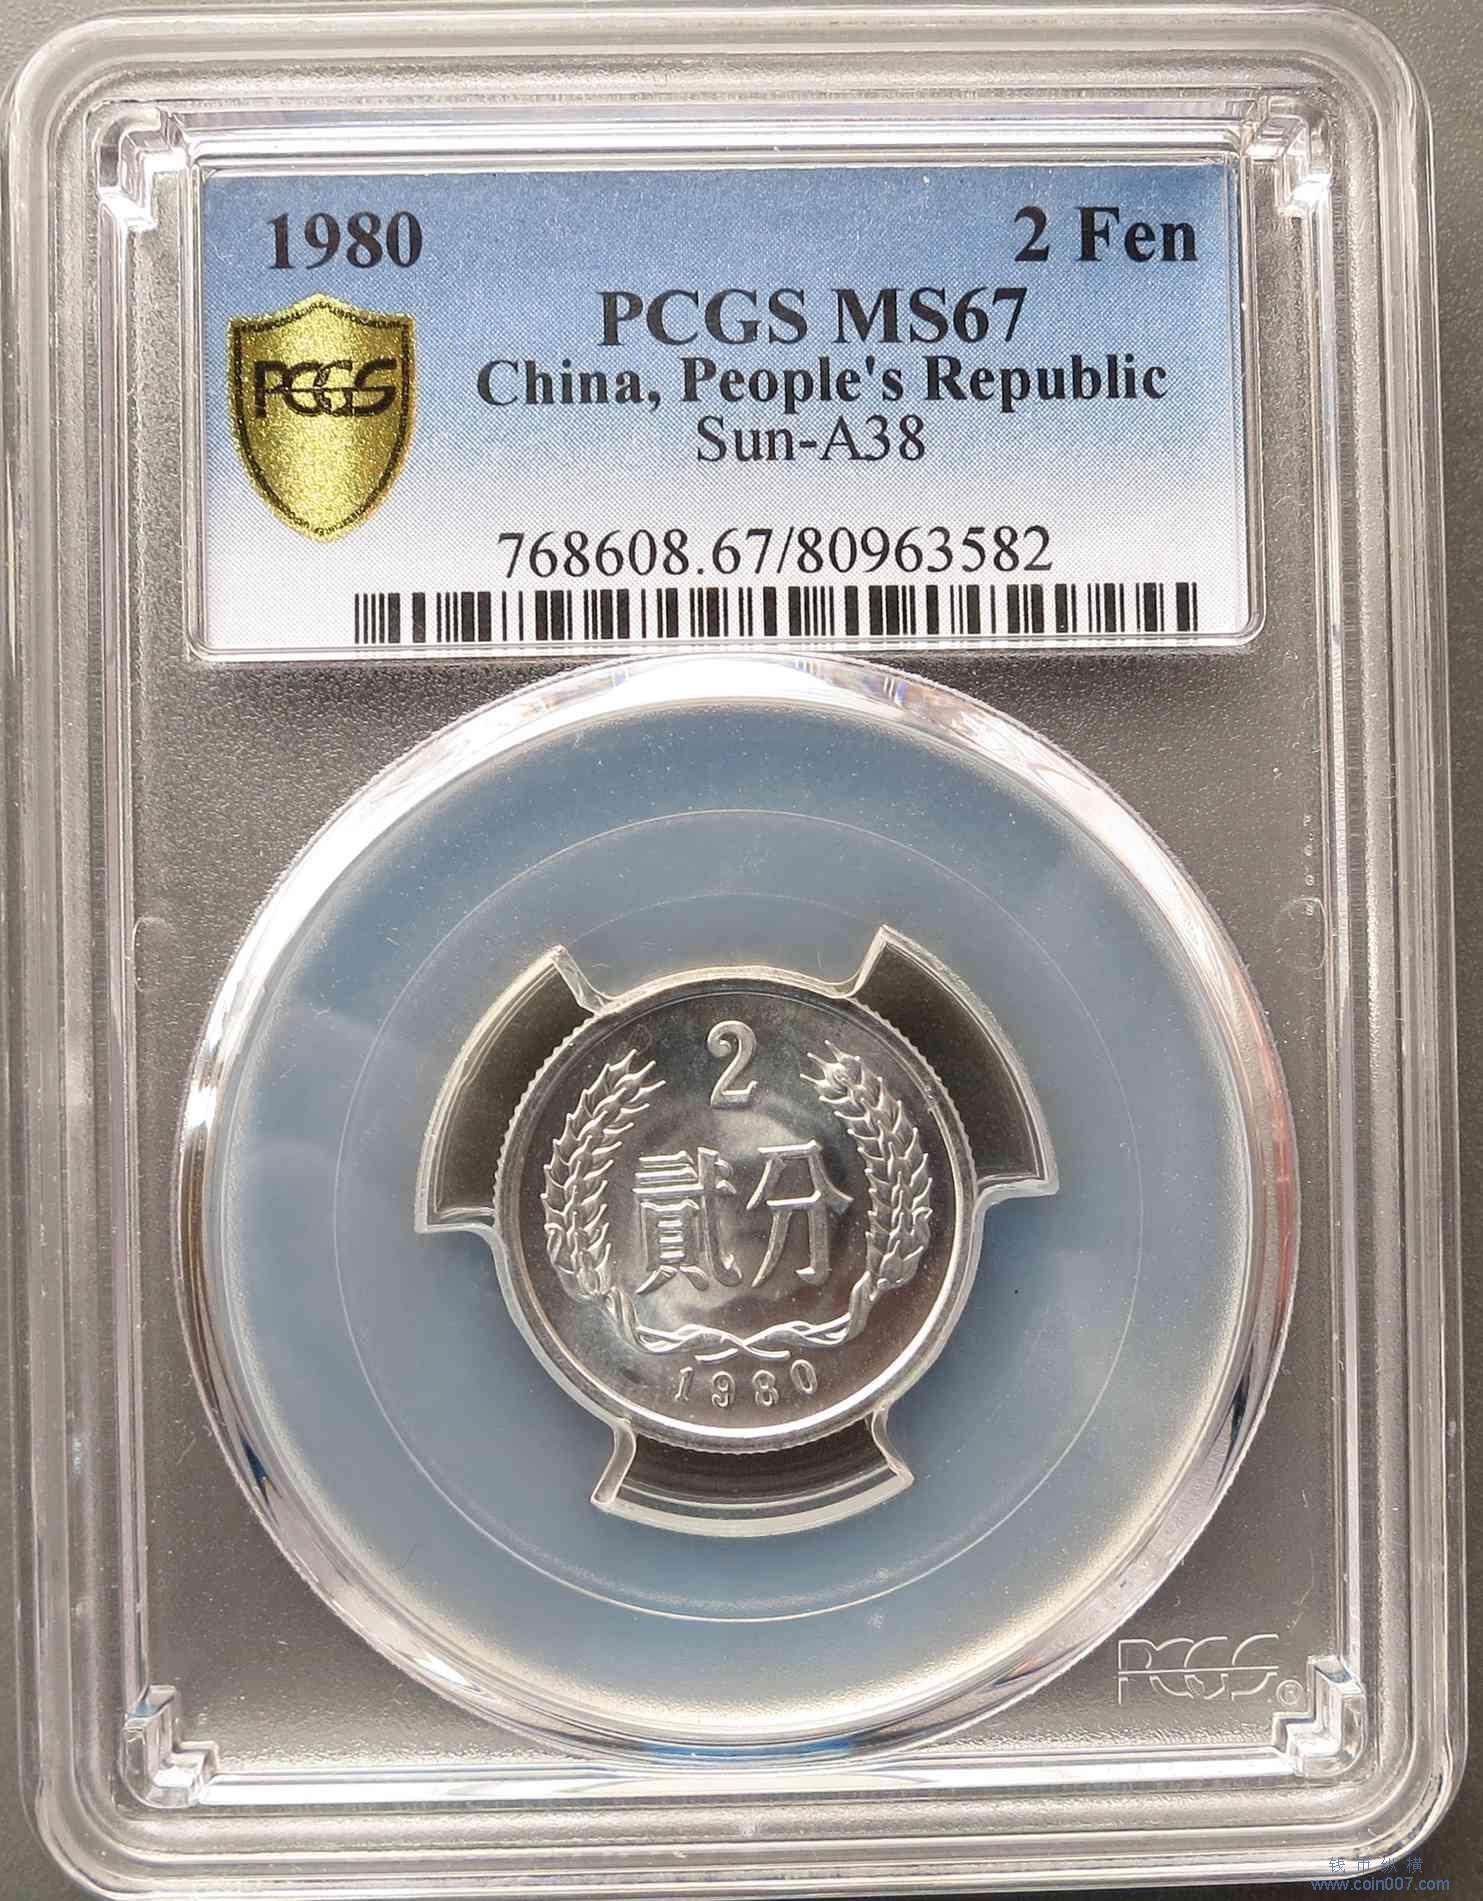 1980 2 Fen
PCGS MS67
PCGS
China, People's Republic
Sun-A38
768608.67/80963582
2
貳分
1980
PCGS®
钱币纵横
www.coin007.com